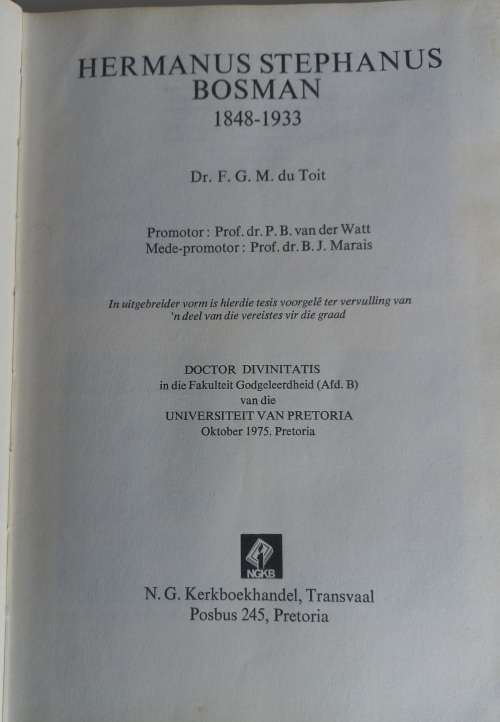 HERMANUS STEPHANUS
BOSMAN
1848-1933
Dr. F. G. M. du Toit
Promotor: Prof. dr. P. B. van der Watt
Mede-promotor: Prof. dr. B. J. Marais
In uitgebreider vorm is hierdie tesis voorgelê ter vervulling van
'n deel van die vereistes vir die graad
DOCTOR DIVINITATIS
in die Fakulteit Godgeleerdheid (Afd. B)
van die
UNIVERSITEIT VAN PRETORIA
Oktober 1975. Pretoria
NGKB
N. G. Kerkboekhandel, Transvaal
Posbus 245, Pretoria